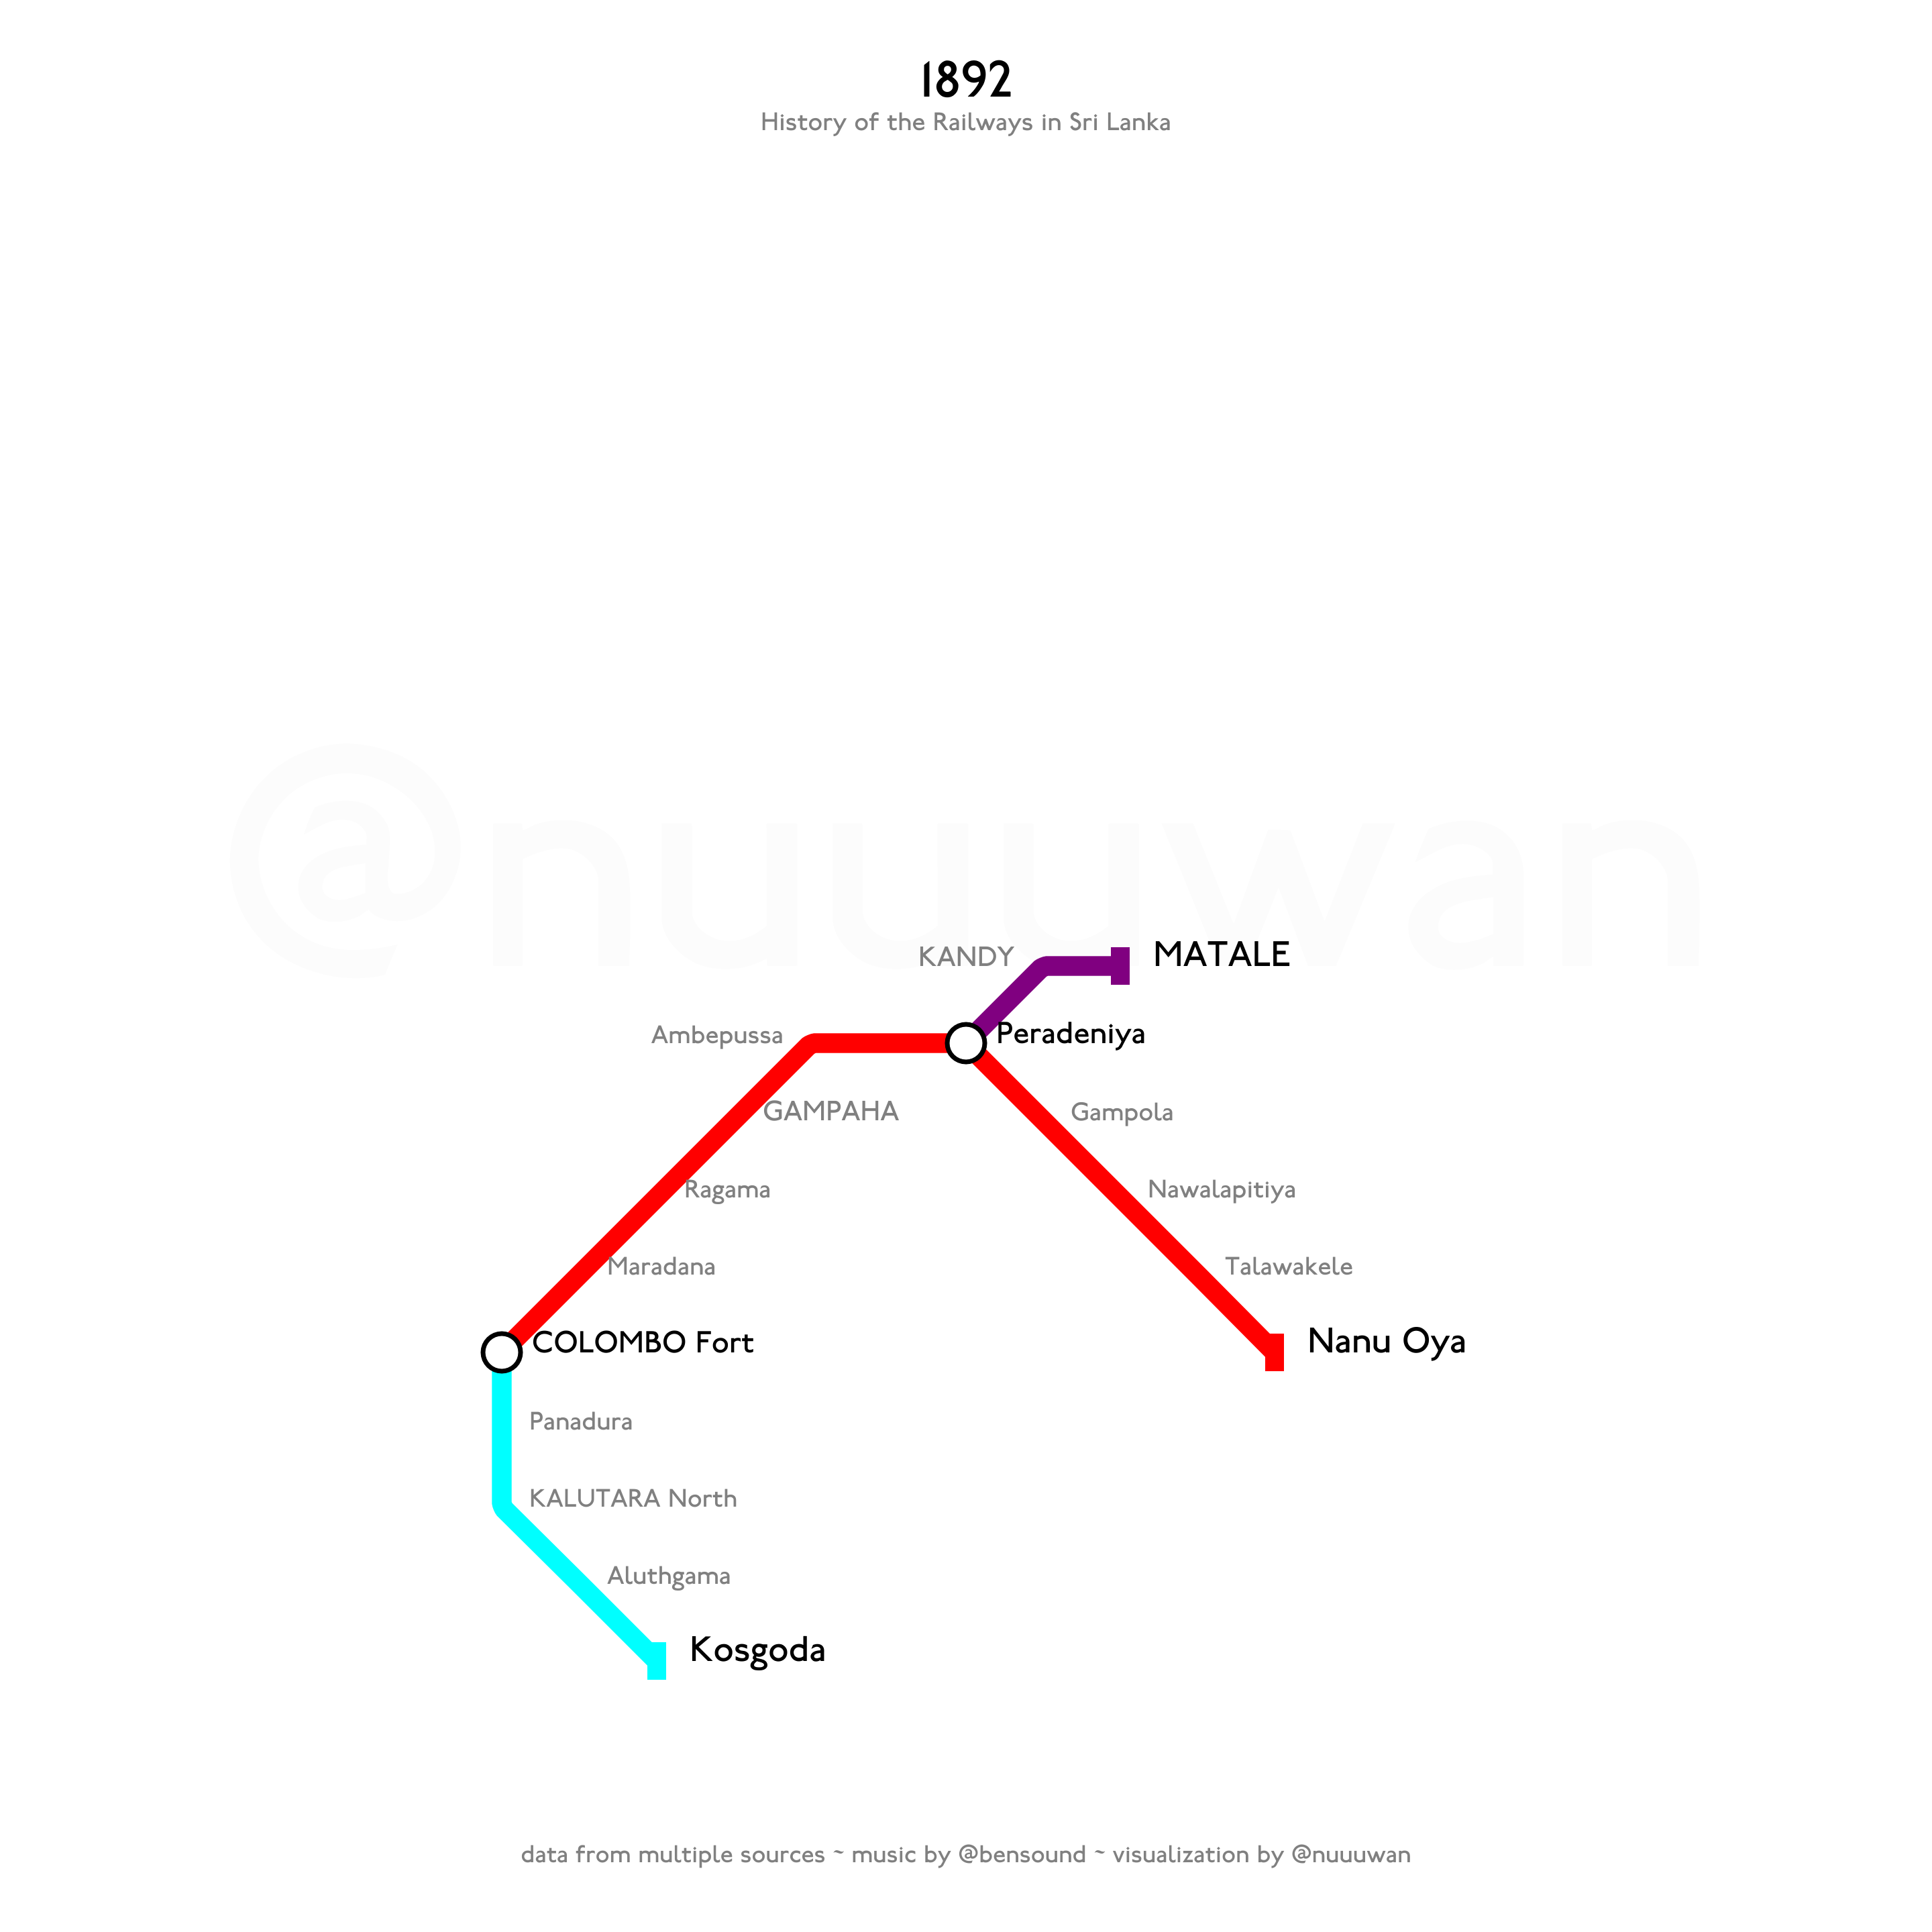 1892
History of the Railways in Sri Lanka
@nuuuwan
KANDY
MATALE
Ambepussa
Peradeniya
GAMPAHA
Gampola
Ragama
Nawalapitiya
Maradana
Talawakele
COLOMBO Fort
Nanu Oya
Panadura
KALUTARA North
Aluthgama
Kosgoda
data from multiple sources ~ music by @bensound ~ visualization by @nuuuwan